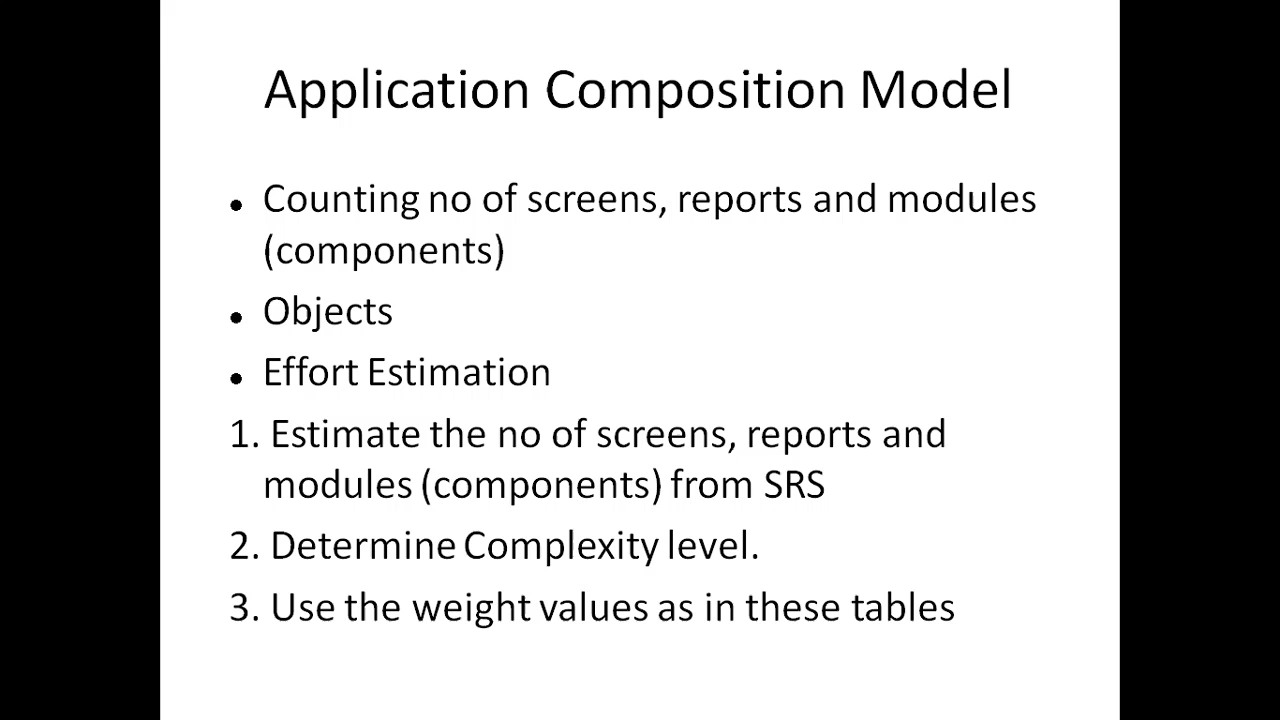 Application Composition Model
• Counting no of screens, reports and modules
(components)
• Objects
• Effort Estimation
1. Estimate the no of screens, reports and
modules (components) from SRS
2. Determine Complexity level.
3. Use the weight values as in these tables